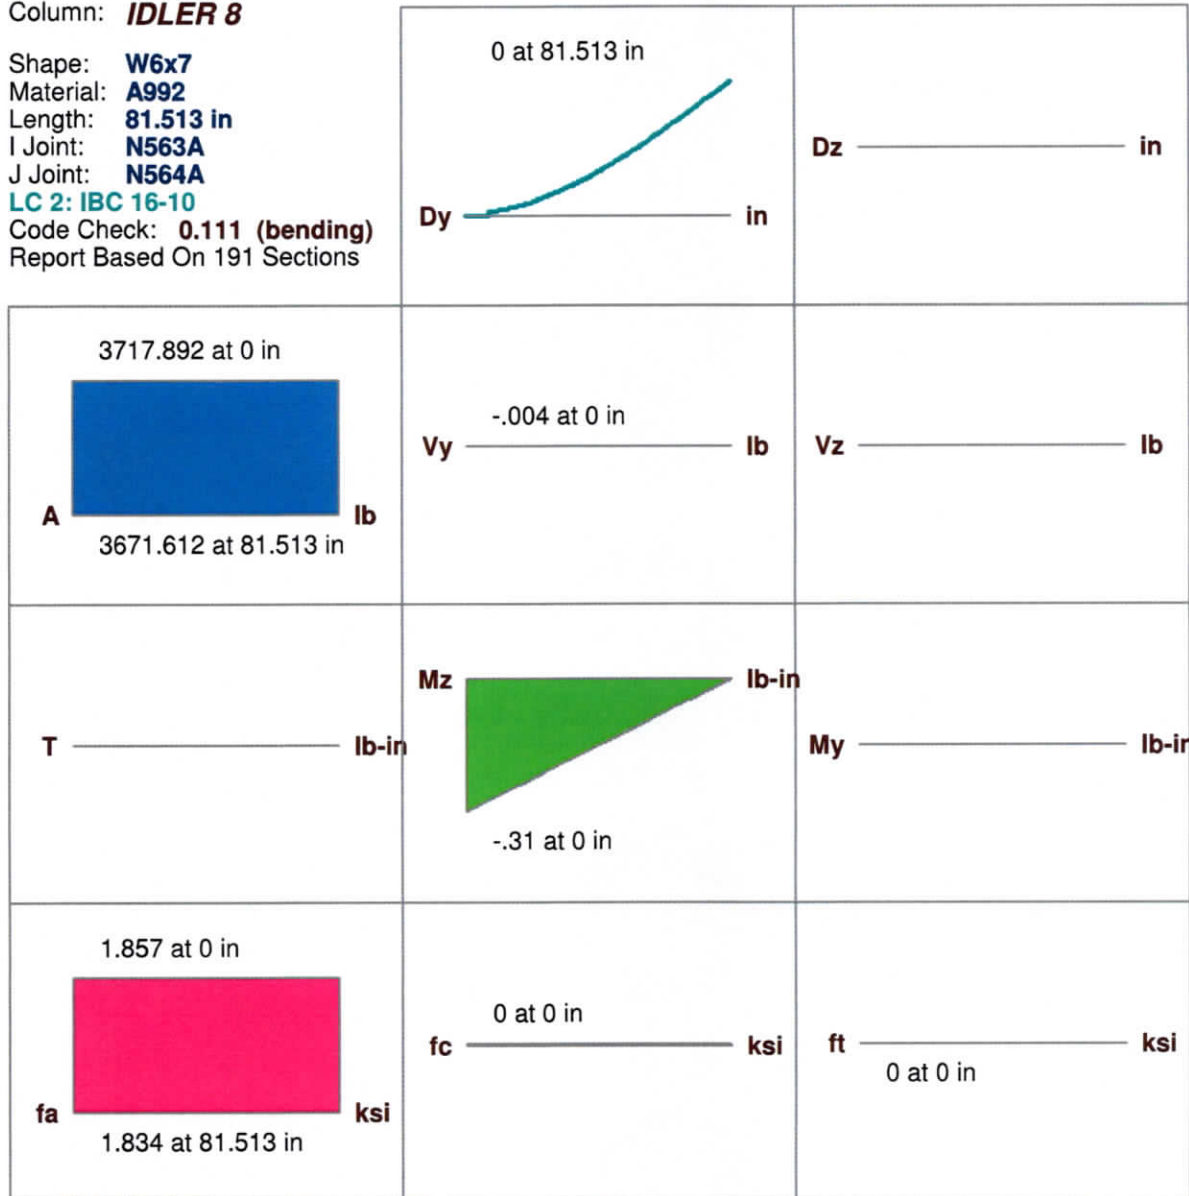 Column: IDLER 8
Shape: W6x7
Material: A992
Length: 81.513 in
I Joint: N563A
J Joint: N564A
LC 2: IBC 16-10
Code Check: 0.111 (bending)
Report Based On 191 Sections
0 at 81.513 in
Dy in
Dz in
3717.892 at 0 in
A lb
3671.612 at 81.513 in
-.004 at 0 in
Vy lb
Vz lb
T lb-in
Mz lb-in
-.31 at 0 in
My lb-in
1.857 at 0 in
fa ksi
1.834 at 81.513 in
0 at 0 in
fc ksi
ft ksi
0 at 0 in